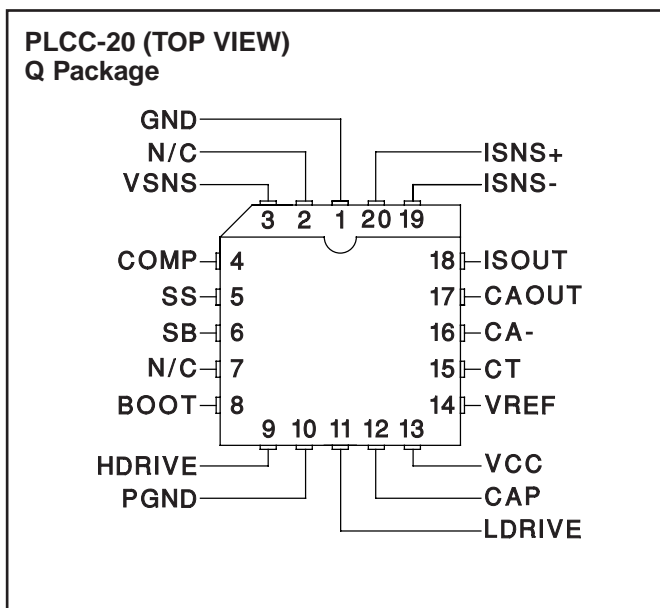 PLCC-20 (TOP VIEW)
Q Package
GND
N/C
VSNS
ISNS+
ISNS-
3 2 1 20 19
COMP 4 18 ISOUT
SS 5 17 CAOUT
SB 6 16 CA-
N/C 7 15 CT
BOOT 8 14 VREF
9 10 11 12 13
HDRIVE VCC
PGND CAP
LDRIVE